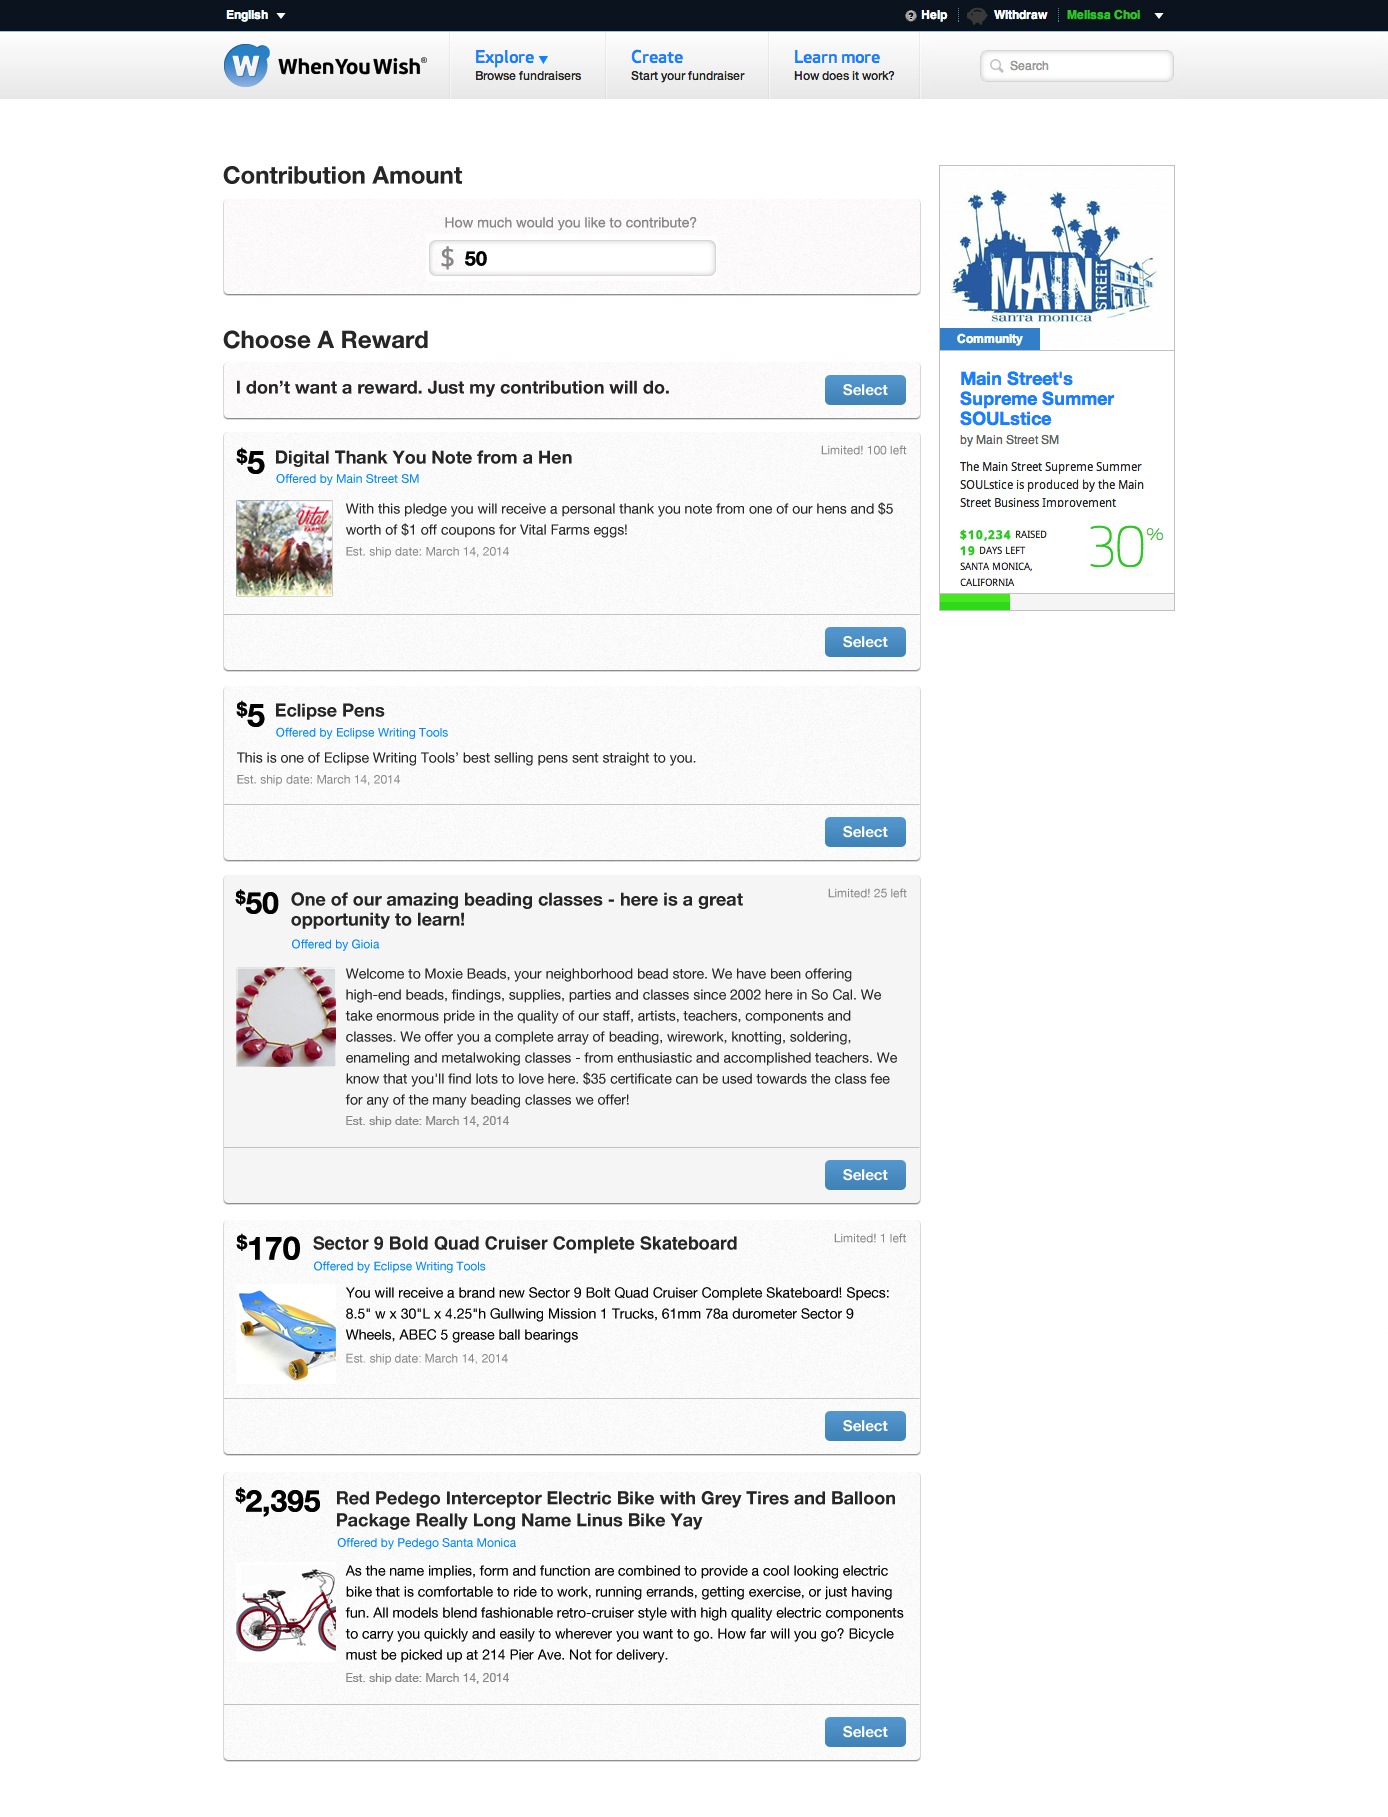 English
Help
Withdraw
Melissa Choi
W WhenYouWish®
Explore
Browse fundraisers
Create
Start your fundraiser
Learn more
How does it work?
Search
Contribution Amount
How much would you like to contribute?
$ 50
Choose A Reward
I don’t want a reward. Just my contribution will do.
Select
$5 Digital Thank You Note from a Hen
Limited! 100 left
Offered by Main Street SM
Vital
FARMS
With this pledge you will receive a personal thank you note from one of our hens and $5
worth of $1 off coupons for Vital Farms eggs!
Est. ship date: March 14, 2014
Select
$5 Eclipse Pens
Offered by Eclipse Writing Tools
This is one of Eclipse Writing Tools’ best selling pens sent straight to you.
Est. ship date: March 14, 2014
Select
$50 One of our amazing beading classes - here is a great
opportunity to learn!
Limited! 25 left
Offered by Gioia
Welcome to Moxie Beads, your neighborhood bead store. We have been offering
high-end beads, findings, supplies, parties and classes since 2002 here in So Cal. We
take enormous pride in the quality of our staff, artists, teachers, components and
classes. We offer you a complete array of beading, wirework, knotting, soldering,
enameling and metalwoking classes - from enthusiastic and accomplished teachers. We
know that you'll find lots to love here. $35 certificate can be used towards the class fee
for any of the many beading classes we offer!
Est. ship date: March 14, 2014
Select
$170 Sector 9 Bold Quad Cruiser Complete Skateboard
Limited! 1 left
Offered by Eclipse Writing Tools
You will receive a brand new Sector 9 Bolt Quad Cruiser Complete Skateboard! Specs:
8.5" w x 30"L x 4.25"h Gullwing Mission 1 Trucks, 61mm 78a durometer Sector 9
Wheels, ABEC 5 grease ball bearings
Est. ship date: March 14, 2014
Select
$2,395 Red Pedego Interceptor Electric Bike with Grey Tires and Balloon
Package Really Long Name Linus Bike Yay
Offered by Pedego Santa Monica
As the name implies, form and function are combined to provide a cool looking electric
bike that is comfortable to ride to work, running errands, getting exercise, or just having
fun. All models blend fashionable retro-cruiser style with high quality electric components
to carry you quickly and easily to wherever you want to go. How far will you go? Bicycle
must be picked up at 214 Pier Ave. Not for delivery.
Est. ship date: March 14, 2014
Select
MAIN
STREET
santa monica
Community
Main Street's
Supreme Summer
SOULstice
by Main Street SM
The Main Street Supreme Summer
SOULstice is produced by the Main
Street Business Improvement
$10,234 RAISED
19 DAYS LEFT
SANTA MONICA,
CALIFORNIA
30%